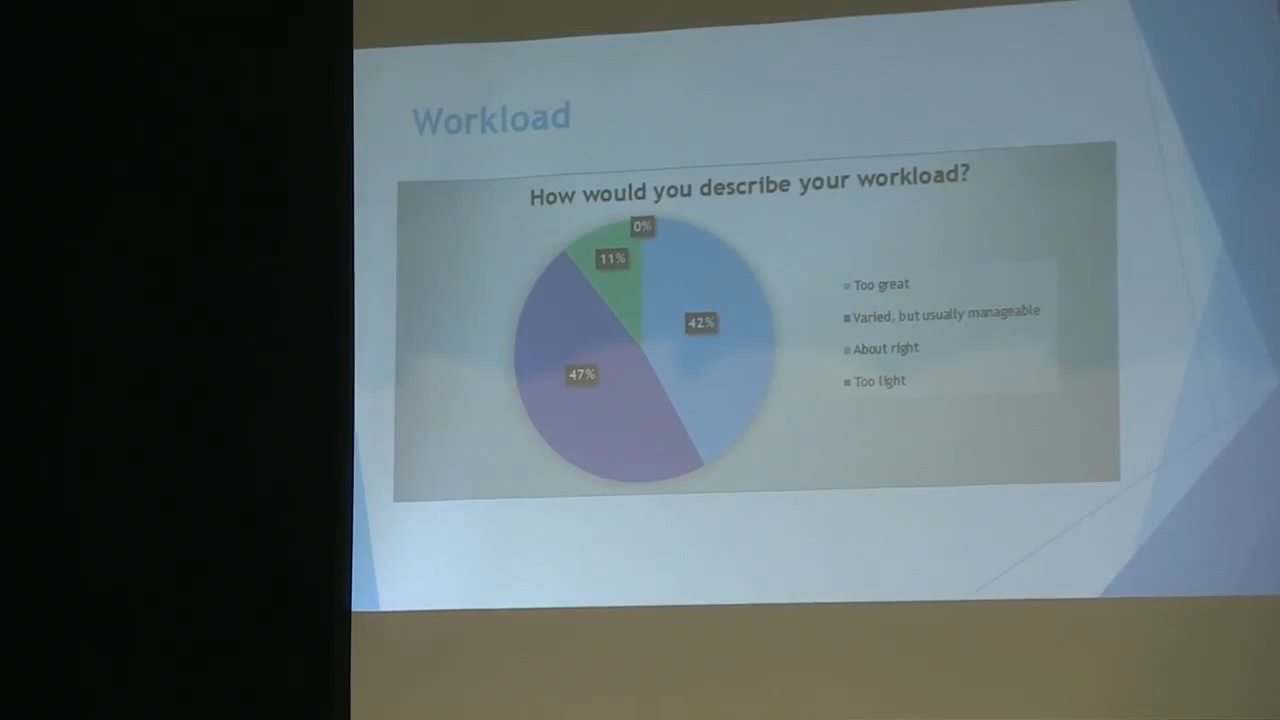 Workload
How would you describe your workload?
0%
11%
42%
47%
Too great
Varied, but usually manageable
About right
Too light